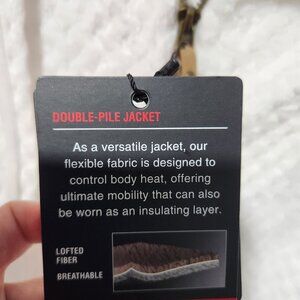 DOUBLE-PILE JACKET
As a versatile jacket, our
flexible fabric is designed to
control body heat, offering
ultimate mobility that can also
be worn as an insulating layer.
LOFTED
FIBER
BREATHABLE